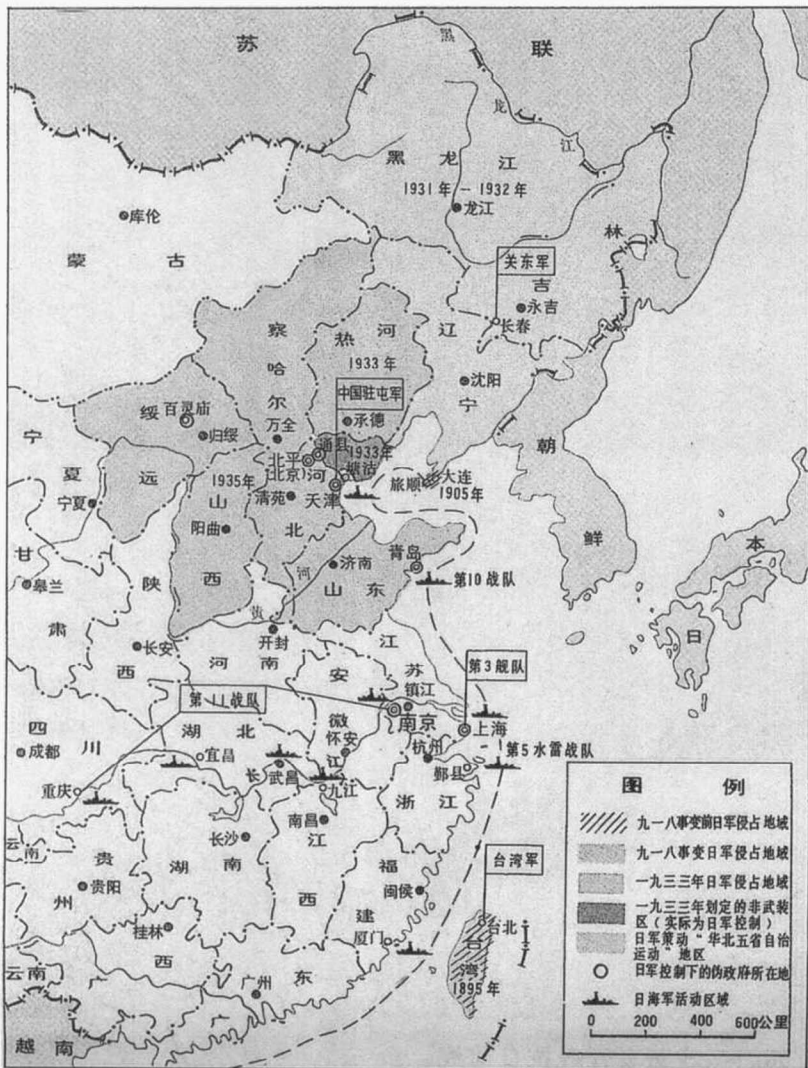 苏 联
黑龙江
黑 龙 江
1931年－1932年
龙江
库伦
蒙 古
吉 林
关东军
永吉
长春
察哈尔
热 河
1933年
辽 宁
沈阳
中国驻屯军
承德
绥 远
百灵庙
归绥
万全
通县
1933年
塘沽
北平
(北京)
河 北
天津
清苑
旅顺
大连
1905年
朝 鲜
日 本
宁夏
宁夏
1935年
山 西
阳曲
甘 肃
皋兰
陕 西
长安
济南
山 东
青岛
第10战队
黄 河
开封
河 南
江 苏
安 徽
镇江
第3舰队
第11战队
南京
上海
第5水雷战队
四 川
成都
湖 北
宜昌
怀安
杭州
鄞县
重庆
长 江
武昌
九江
浙 江
南昌
云南
贵 州
贵阳
长沙
湖 南
江 西
福 建
闽侯
台湾军
台北
台 湾
1895年
桂林
厦门
云南
广 西
广 东
广州
越 南
图 例
九一八事变前日军侵占地域
九一八事变日军侵占地域
一九三三年日军侵占地域
一九三三年划定的非武装
区(实际为日军控制)
日军策动“华北五省自治
运动”地区
日军控制下的伪政府所在地
日海军活动区域
0 200 400 600公里